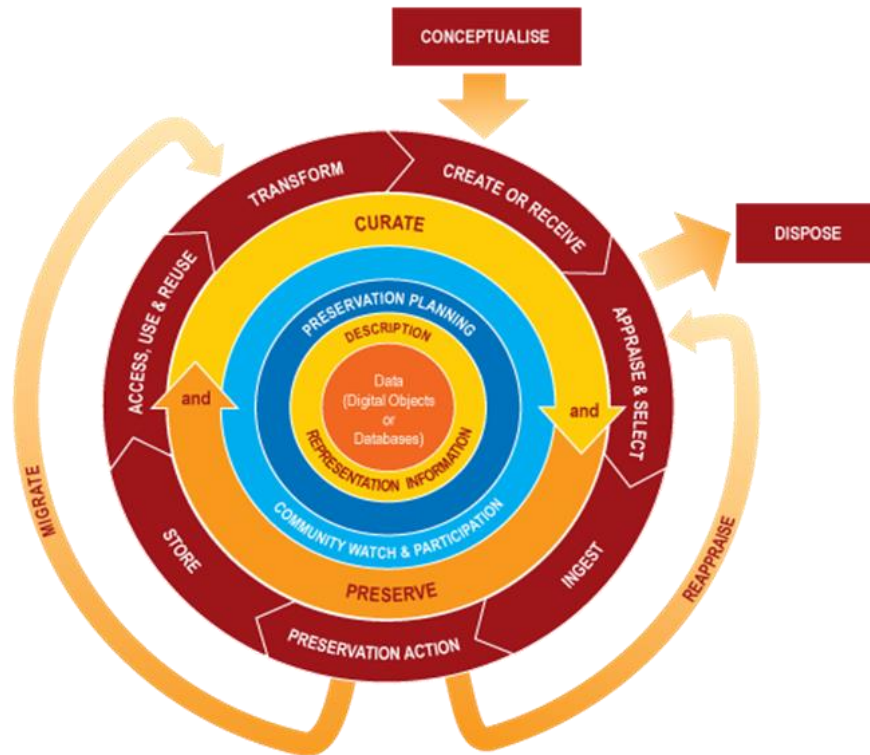 CONCEPTUALISE
TRANSFORM
CREATE OR RECEIVE
DISPOSE
APPRAISE & SELECT
INGEST
PRESERVATION ACTION
STORE
ACCESS, USE & REUSE
MIGRATE
REAPPRAISE
CURATE
and
PRESERVE
and
PRESERVATION PLANNING
COMMUNITY WATCH & PARTICIPATION
DESCRIPTION
REPRESENTATION INFORMATION
Data
(Digital Objects
or
Databases)